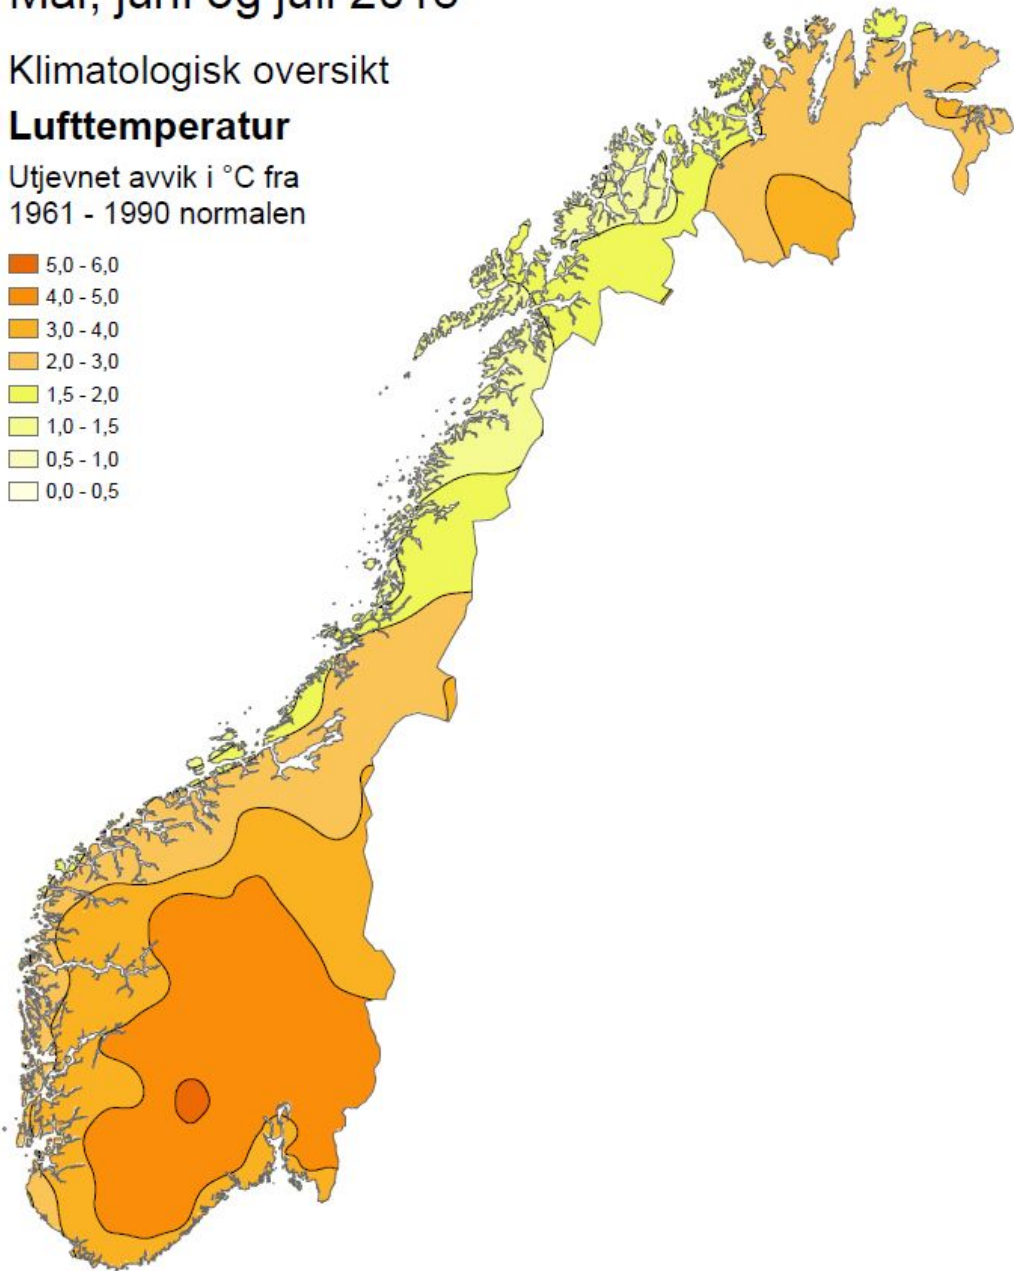 Mai, juni og juli 2018
Klimatologisk oversikt
Lufttemperatur
Utjevnet avvik i °C fra
1961 - 1990 normalen
5,0 - 6,0
4,0 - 5,0
3,0 - 4,0
2,0 - 3,0
1,5 - 2,0
1,0 - 1,5
0,5 - 1,0
0,0 - 0,5